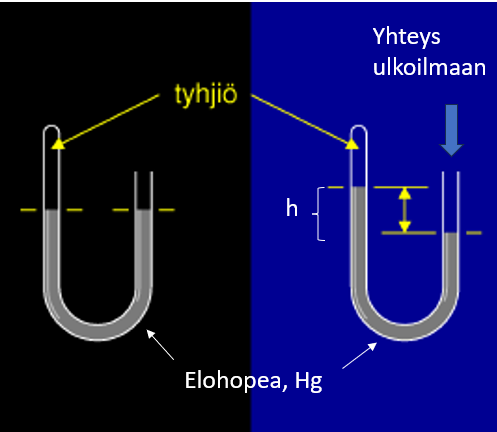 Yhteys
ulkoilmaan
tyhjiö
h
Elohopea, Hg